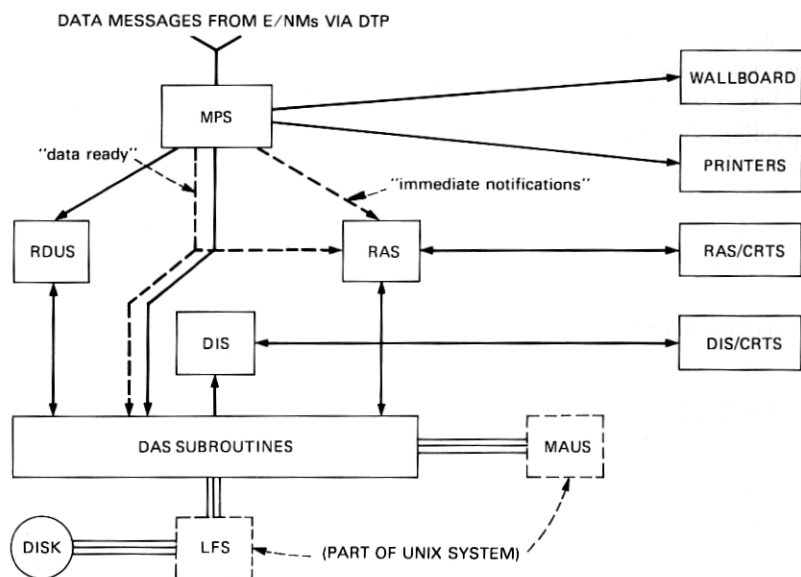 DATA MESSAGES FROM E/NMs VIA DTP
WALLBOARD
MPS
"data ready"
PRINTERS
"immediate notifications"
RDUS
RAS
RAS/CRTS
DIS
DIS/CRTS
DAS SUBROUTINES
MAUS
DISK
LFS
(PART OF UNIX SYSTEM)